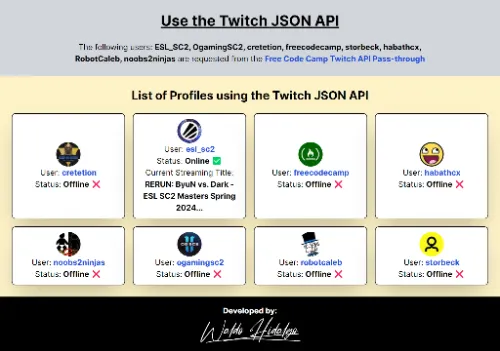 Use the Twitch JSON API
The following users: ESL_SC2, OgamingSC2, cretetion, freecodecamp, storbeck, habathcx,
RobotCaleb, noobs2ninjas are requested from the Free Code Camp Twitch API Pass-through
List of Profiles using the Twitch JSON API
User: cretetion
Status: Offline ❌
User: esl_sc2
Status: Online ✅
Current Streaming Title:
RERUN: ByuN vs. Dark -
ESL SC2 Masters Spring
2024...
User: freecodecamp
Status: Offline ❌
User: habathcx
Status: Offline ❌
User: noobs2ninjas
Status: Offline ❌
User: ogamingsc2
Status: Offline ❌
User: robotcaleb
Status: Offline ❌
User: storbeck
Status: Offline ❌
Developed by:
Waldo Hidalgo